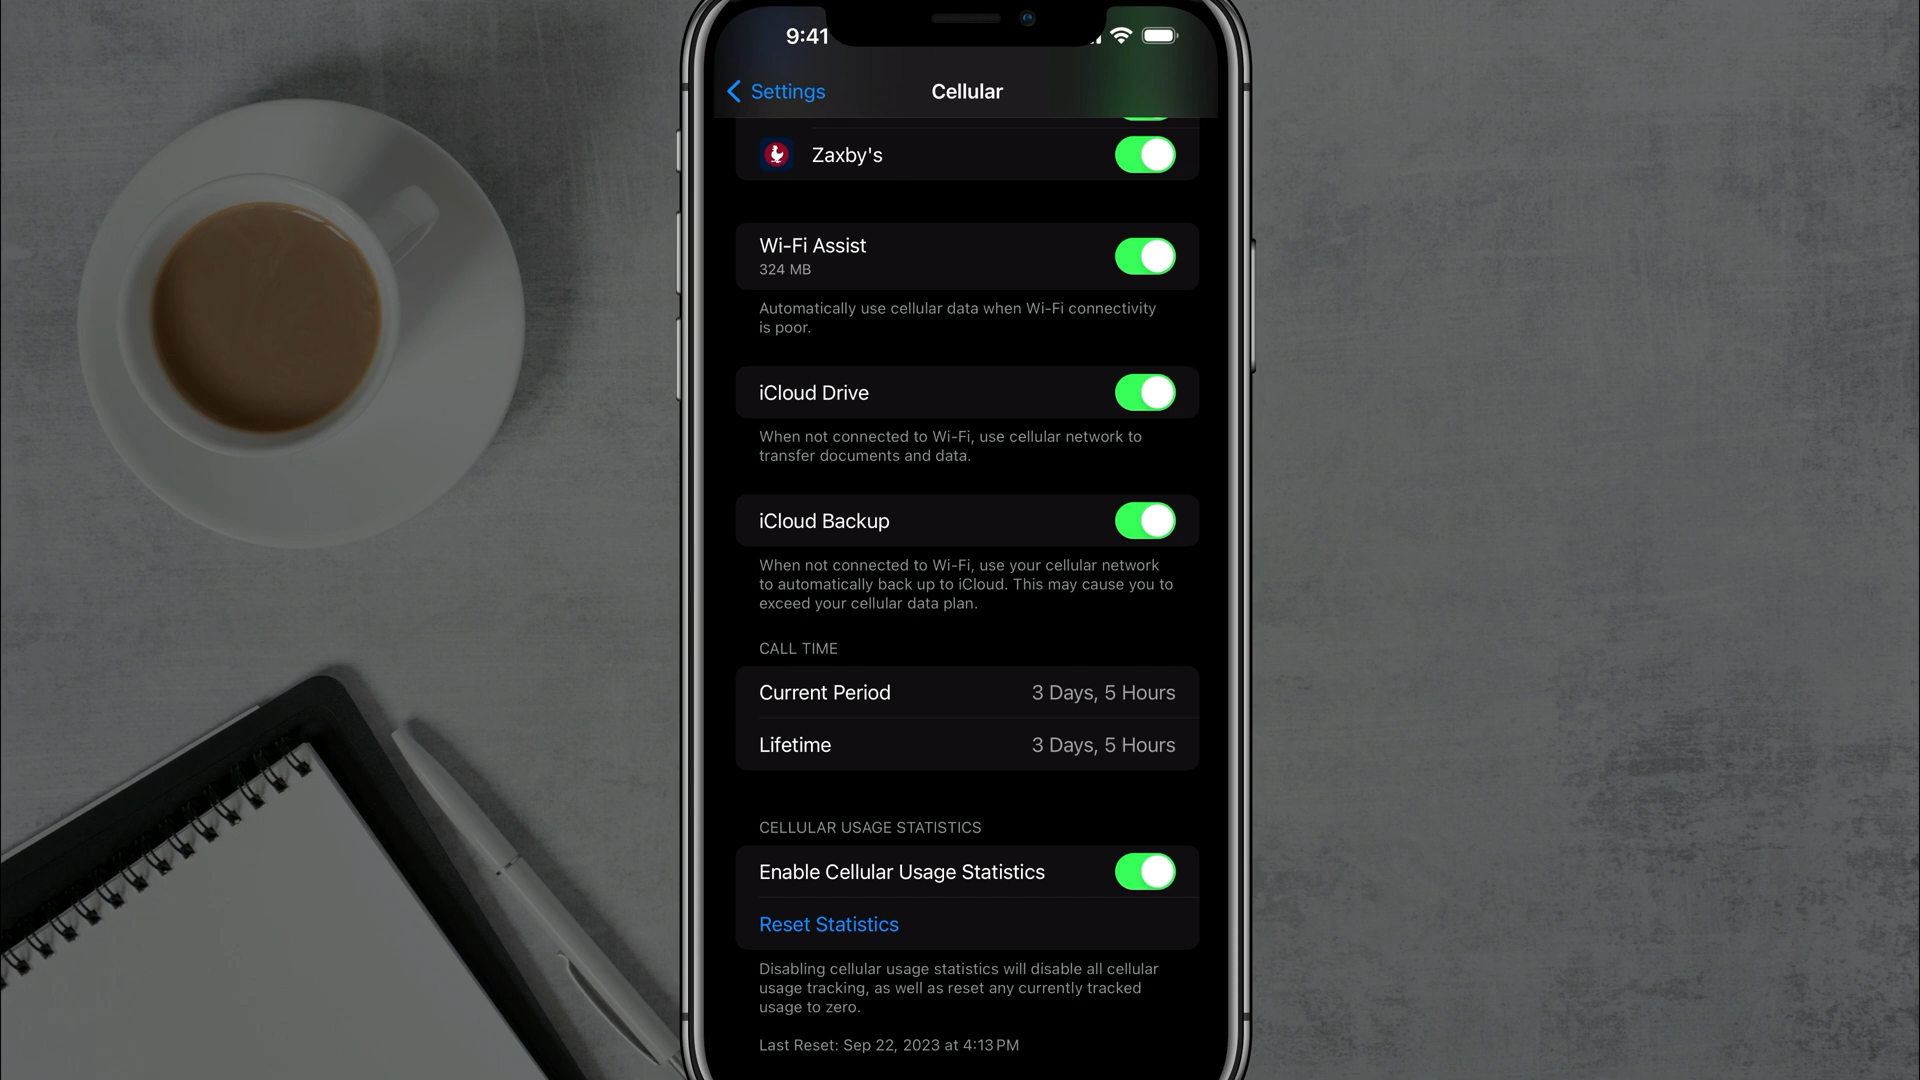 9:41
Settings
Cellular
Zaxby's
Wi-Fi Assist
324 MB
Automatically use cellular data when Wi-Fi connectivity
is poor.
iCloud Drive
When not connected to Wi-Fi, use cellular network to
transfer documents and data.
iCloud Backup
When not connected to Wi-Fi, use your cellular network
to automatically back up to iCloud. This may cause you to
exceed your cellular data plan.
CALL TIME
Current Period 3 Days, 5 Hours
Lifetime 3 Days, 5 Hours
CELLULAR USAGE STATISTICS
Enable Cellular Usage Statistics
Reset Statistics
Disabling cellular usage statistics will disable all cellular
usage tracking, as well as reset any currently tracked
usage to zero.
Last Reset: Sep 22, 2023 at 4:13 PM